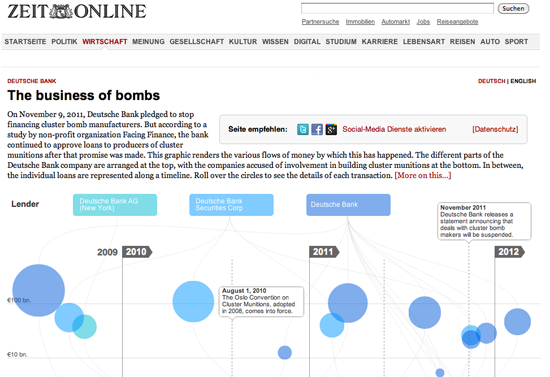 ZEIT ONLINE
Suchen
Partnersuche Immobilien Automarkt Jobs Reiseangebote
STARTSEITE POLITIK WIRTSCHAFT MEINUNG GESELLSCHAFT KULTUR WISSEN DIGITAL STUDIUM KARRIERE LEBENSART REISEN AUTO SPORT
DEUTSCHE BANK
DEUTSCH | ENGLISH
The business of bombs
On November 9, 2011, Deutsche Bank pledged to stop
financing cluster bomb manufacturers. But according to a
study by non-profit organization Facing Finance, the bank
continued to approve loans to producers of cluster
munitions after that promise was made. This graphic renders the various flows of money by which this has happened. The different parts of the
Deutsche Bank company are arranged at the top, with the companies accused of involvement in building cluster munitions at the bottom. In between,
the individual loans are represented along a timeline. Roll over the circles to see the details of each transaction. [More on this...]
Seite empfehlen:
Social-Media Dienste aktivieren
[Datenschutz]
Lender
Deutsche Bank AG
(New York)
Deutsche Bank
Securities Corp
Deutsche Bank
November 2011
Deutsche Bank releases a
statement announcing that
deals with cluster bomb
makers will be suspended.
2009 2010 2011 2012
August 1, 2010
The Oslo Convention on
Cluster Munitions, adopted
in 2008, comes into force.
€100 bn.
€10 bn.